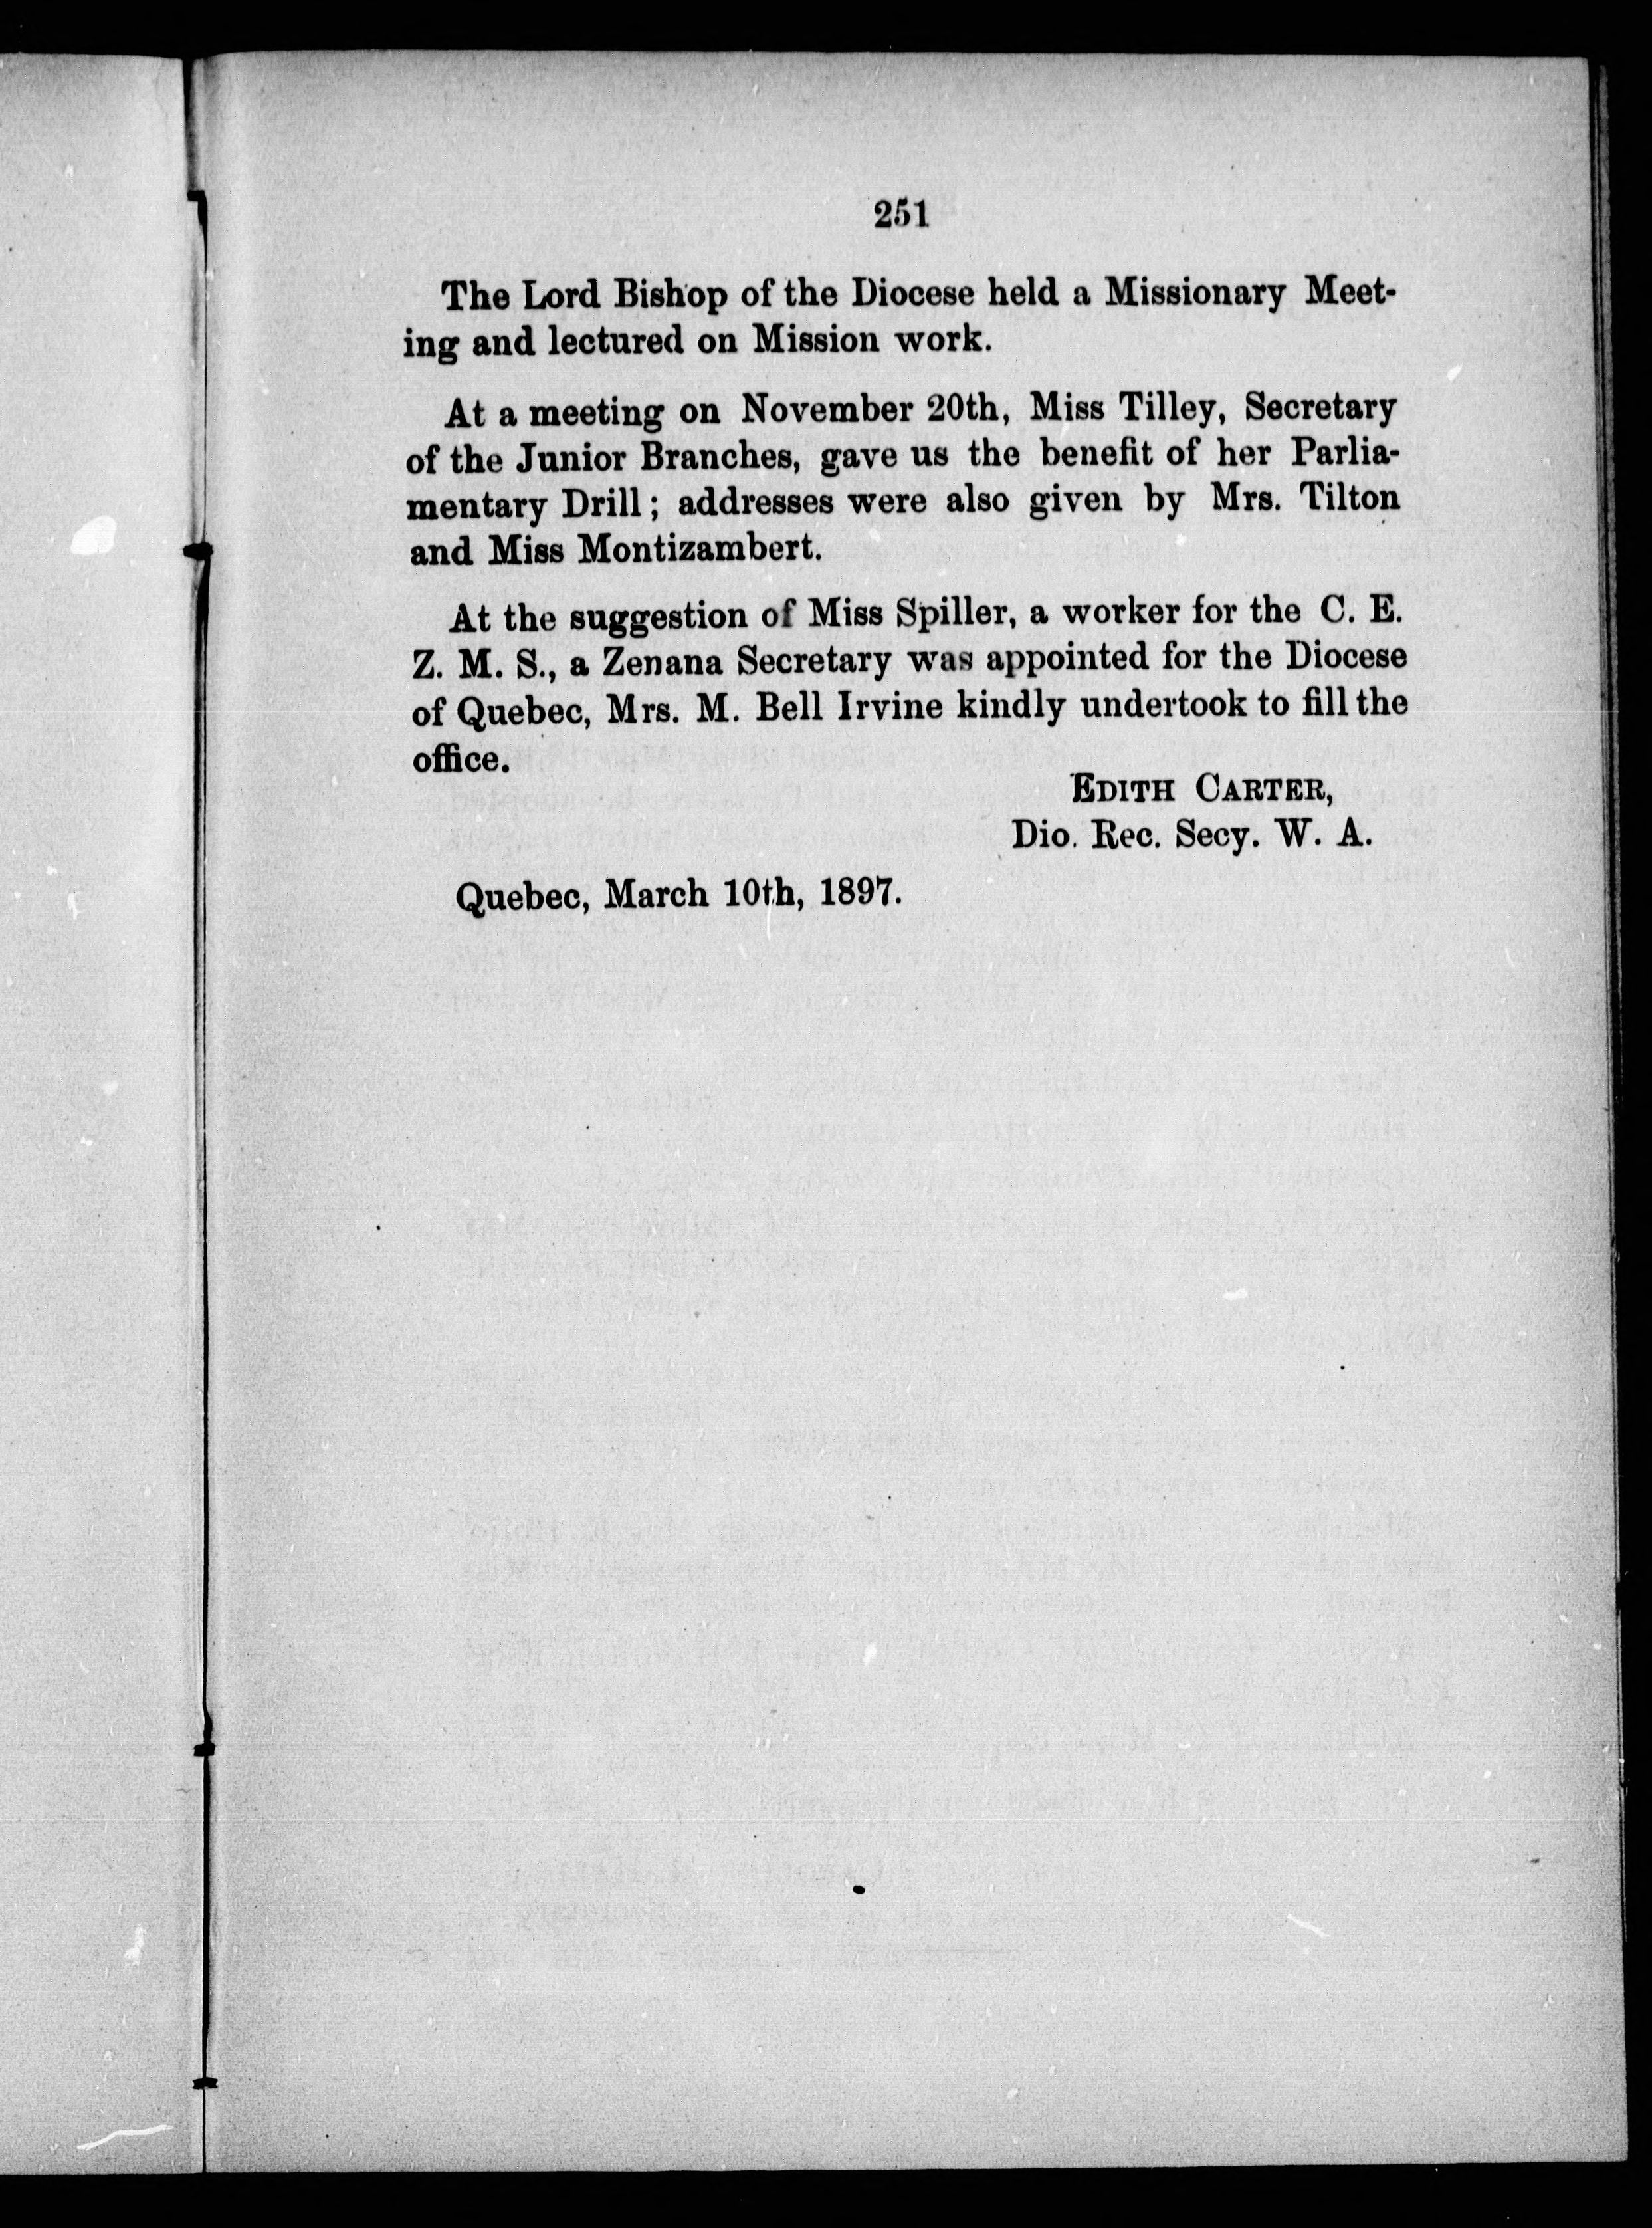 251
The Lord Bishop of the Diocese held a Missionary Meet-
ing and lectured on Mission work.
At a meeting on November 20th, Miss Tilley, Secretary
of the Junior Branches, gave us the benefit of her Parlia-
mentary Drill; addresses were also given by Mrs. Tilton
and Miss Montizambert.
At the suggestion of Miss Spiller, a worker for the C. E.
Z. M. S., a Zenana Secretary was appointed for the Diocese
of Quebec, Mrs. M. Bell Irvine kindly undertook to fill the
office.
EDITH CARTER,
Dio. Rec. Secy. W. A.
Quebec, March 10th, 1897.